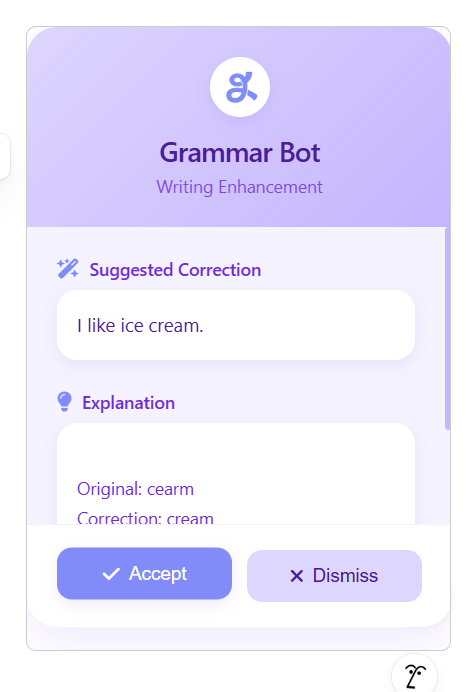 Grammar Bot
Writing Enhancement
Suggested Correction
I like ice cream.
Explanation
Original: cearm
Correction: cream
Accept
Dismiss